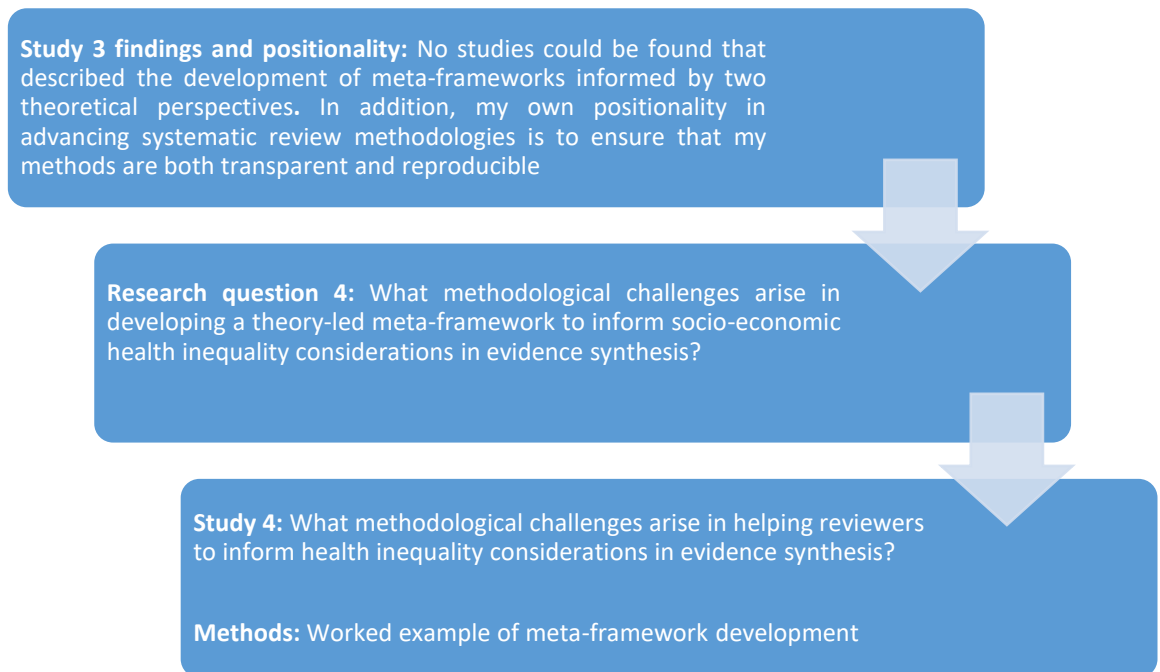 Study 3 findings and positionality: No studies could be found that
described the development of meta-frameworks informed by two
theoretical perspectives. In addition, my own positionality in
advancing systematic review methodologies is to ensure that my
methods are both transparent and reproducible
Research question 4: What methodological challenges arise in
developing a theory-led meta-framework to inform socio-economic
health inequality considerations in evidence synthesis?
Study 4: What methodological challenges arise in helping reviewers
to inform health inequality considerations in evidence synthesis?
Methods: Worked example of meta-framework development